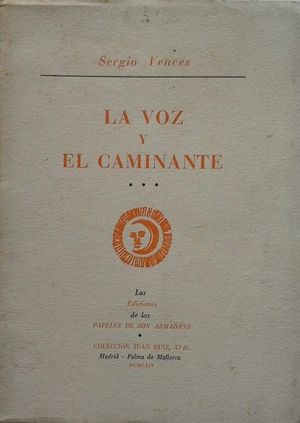 Sergio Vences
LA VOZ
Y
EL CAMINANTE
Las
Ediciones
de los
PAPELES DE SON ARMADANS
COLECCIÓN JUAN RUIZ, XVII.
Madrid - Palma de Mallorca